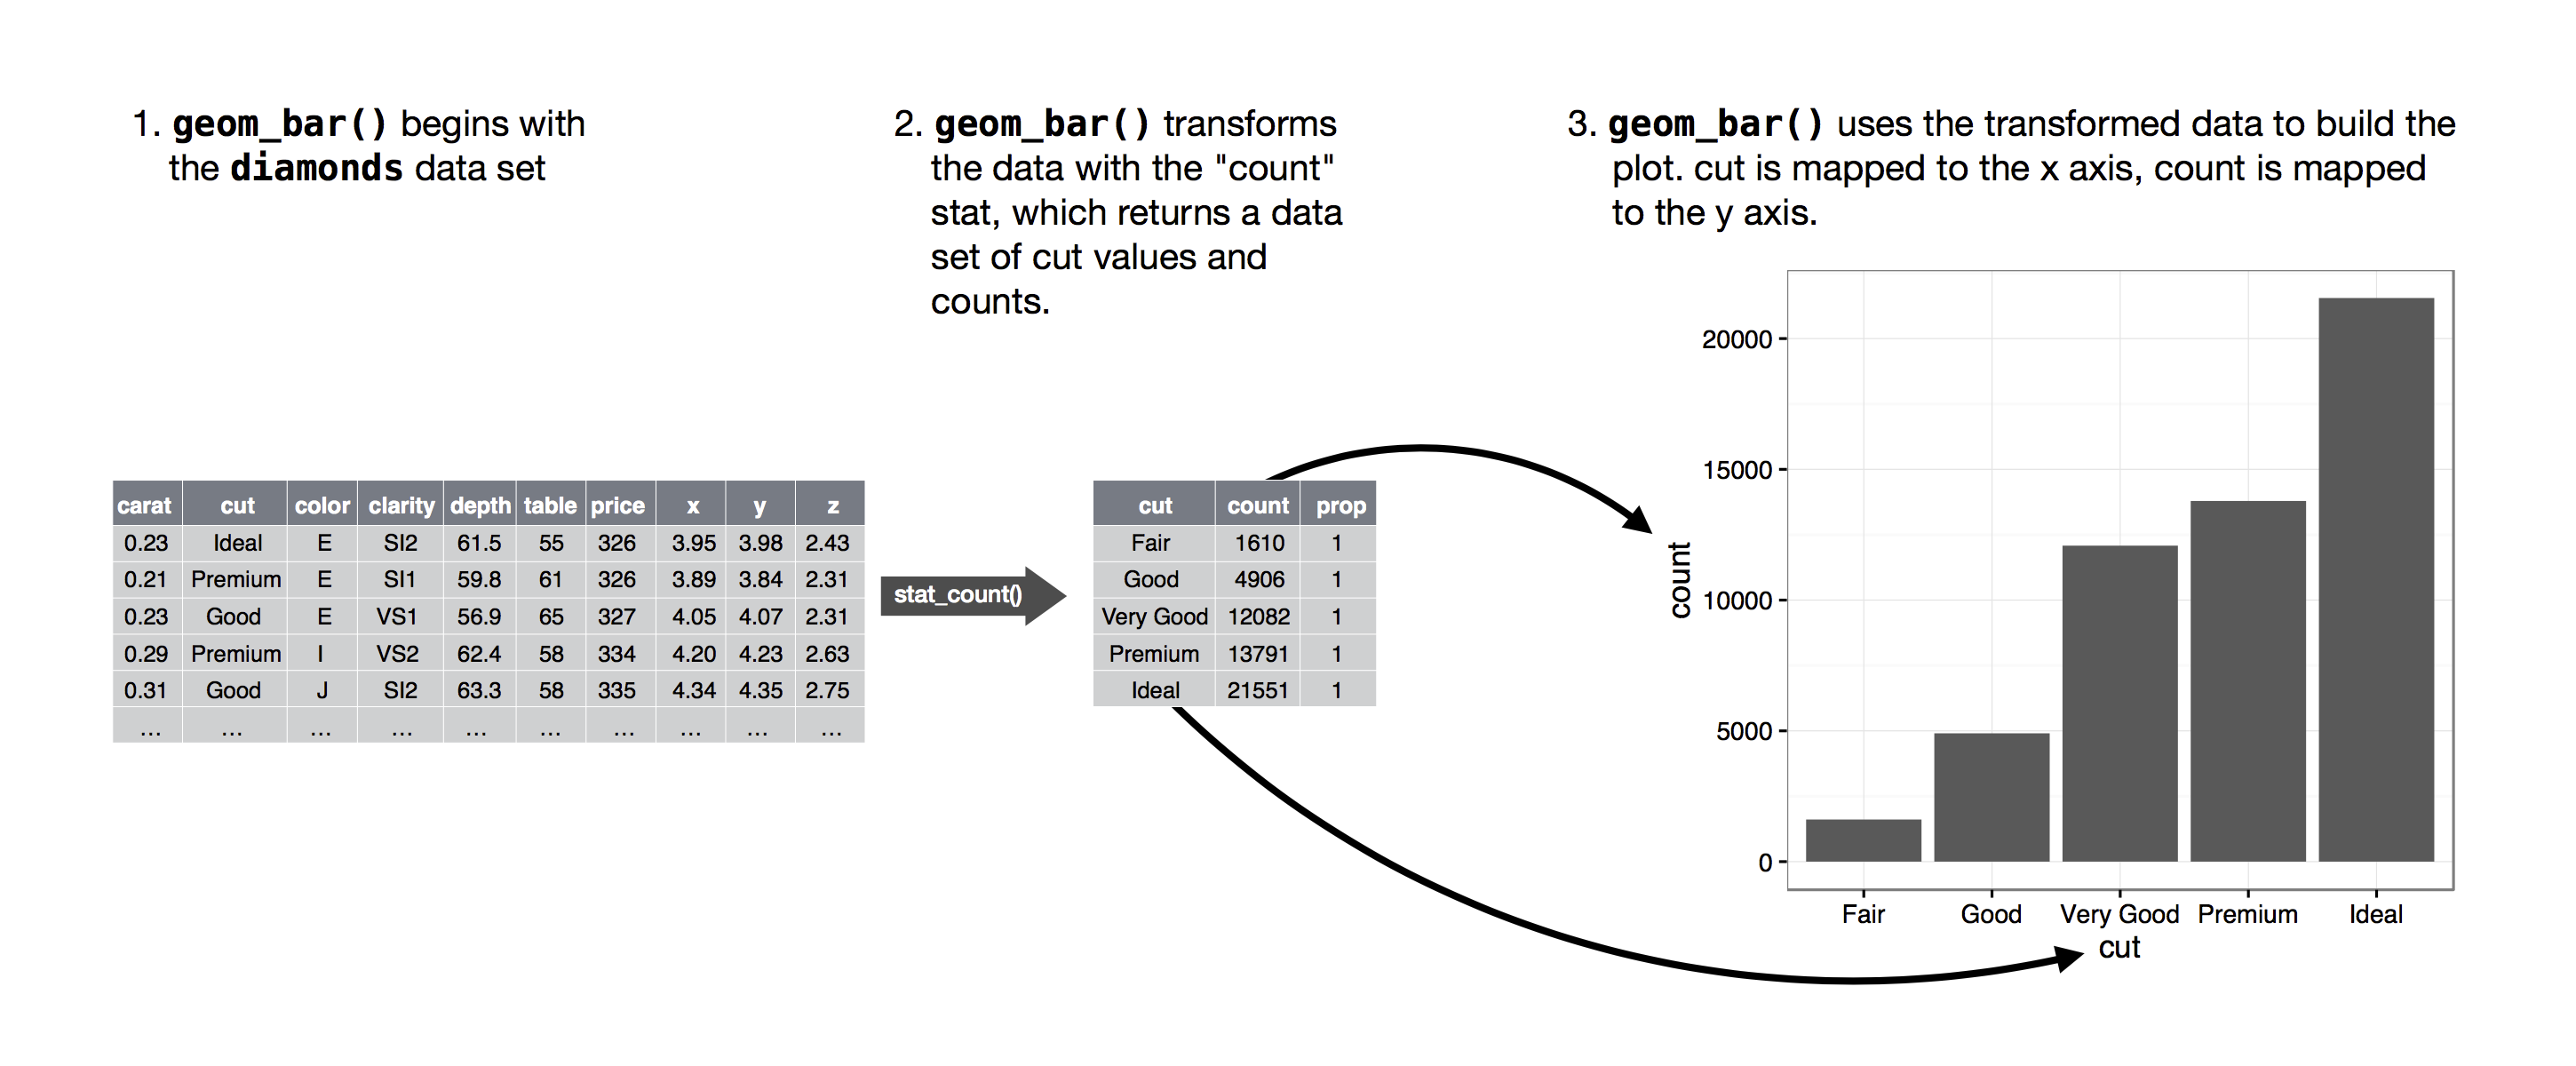 1. geom_bar() begins with
the diamonds data set
2. geom_bar() transforms
the data with the "count"
stat, which returns a data
set of cut values and
counts.
3. geom_bar() uses the transformed data to build the
plot. cut is mapped to the x axis, count is mapped
to the y axis.
carat cut color clarity depth table price x y z
0.23 Ideal E SI2 61.5 55 326 3.95 3.98 2.43
0.21 Premium E SI1 59.8 61 326 3.89 3.84 2.31
0.23 Good E VS1 56.9 65 327 4.05 4.07 2.31
0.29 Premium I VS2 62.4 58 334 4.20 4.23 2.63
0.31 Good J SI2 63.3 58 335 4.34 4.35 2.75
... ... ... ... ... ... ... ... ... ...
stat_count()
cut count prop
Fair 1610 1
Good 4906 1
Very Good 12082 1
Premium 13791 1
Ideal 21551 1
count
20000
15000
10000
5000
0
Fair Good Very Good Premium Ideal
cut